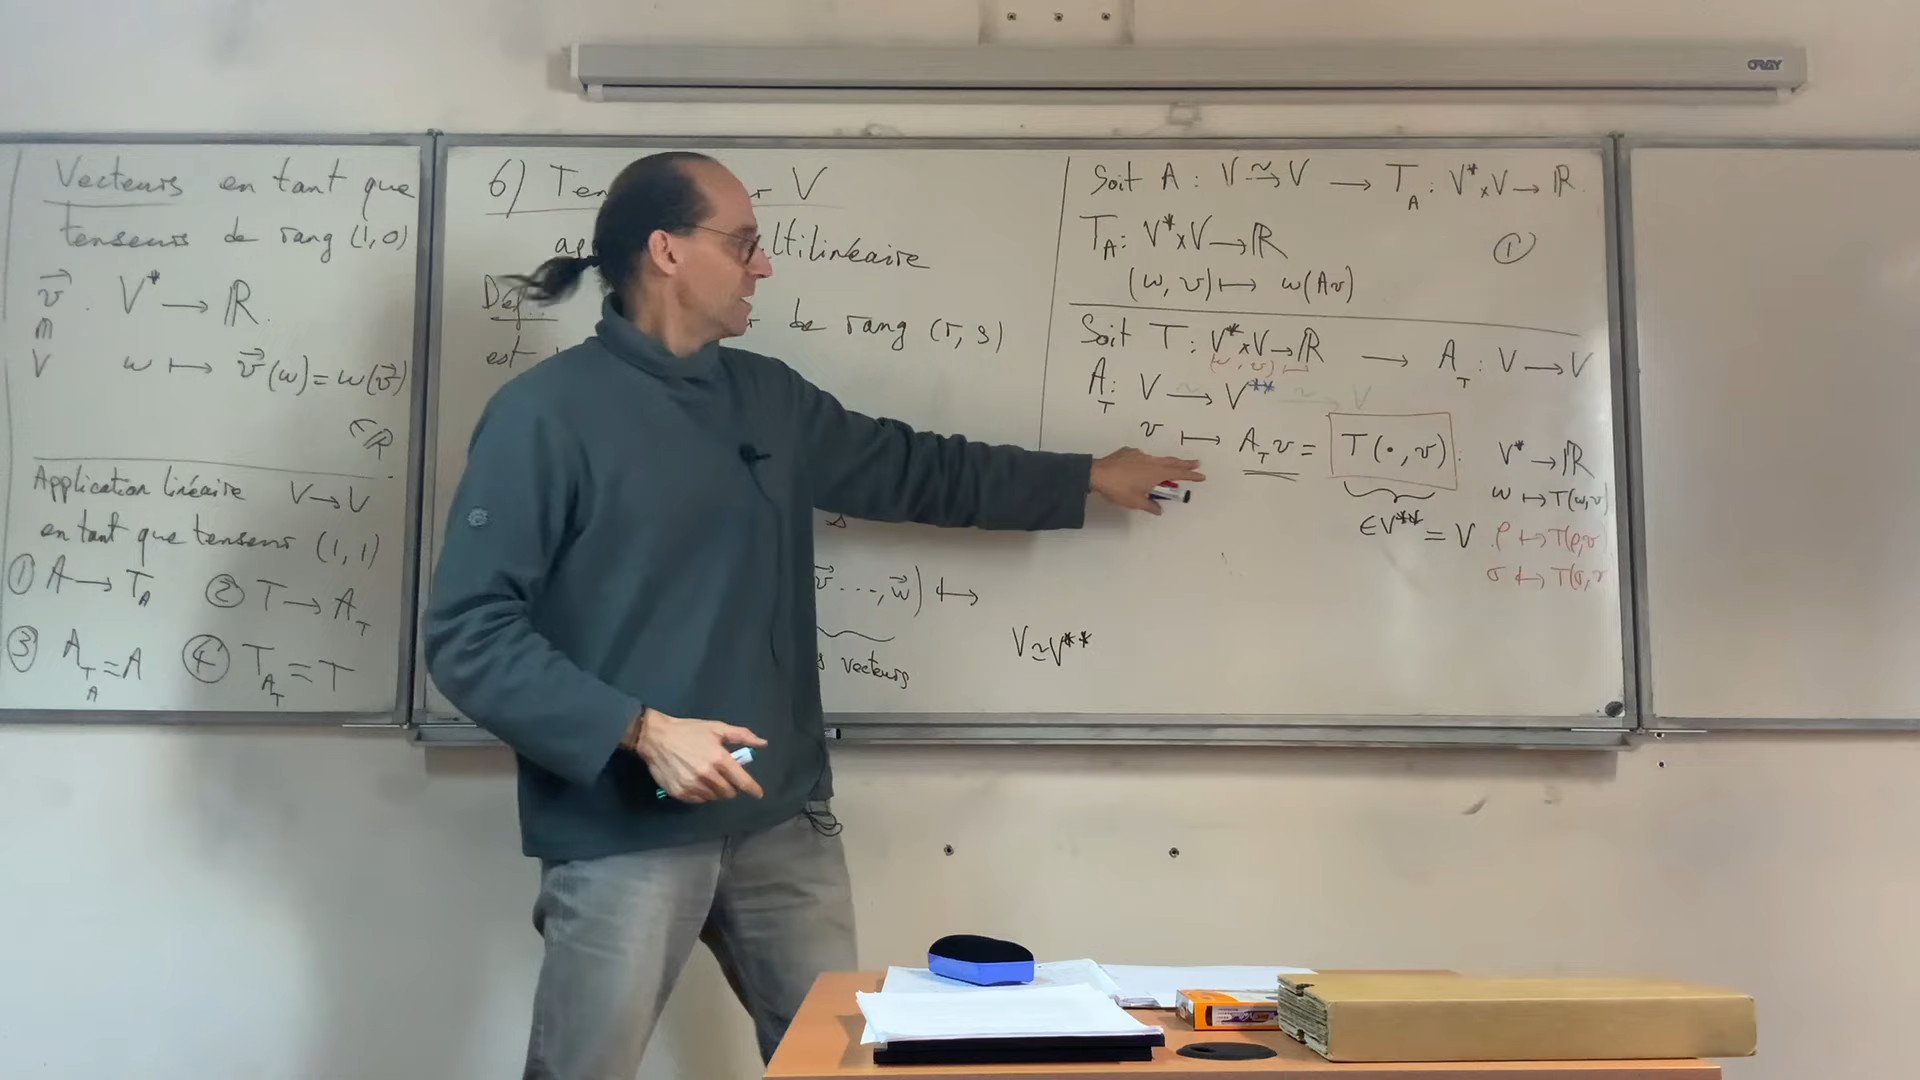 ORAY
Vecteurs en tant que
tenseurs de rang (1,0)
v⃗ : V* → ℝ
∩
V ω ↦ v⃗(ω) = ω(v⃗)
∈ ℝ
Application linéaire V → V
en tant que tenseur (1,1)
① A → T_A ② T → A_T
③ A_{T_A} = A ④ T_{A_T} = T
6) Ten V
ltilinéaire
Déf
de rang (r, s)
est
s
v⃗ ..., w⃗) ↦
s vecteurs
V ≃ V**
Soit A : V ⥲ V → T_A : V* × V → ℝ
T_A : V* × V → ℝ ①
(ω, v) ↦ ω(Av)
Soit T : V* × V → ℝ → A_T : V → V
(ω, v) ↦
A_T : V → V** ⥲ V
v ↦ A_T v = T(•, v) : V* → ℝ
ω ↦ T(ω, v)
∈ V** = V ρ ↦ T(ρ, v)
σ ↦ T(σ, v